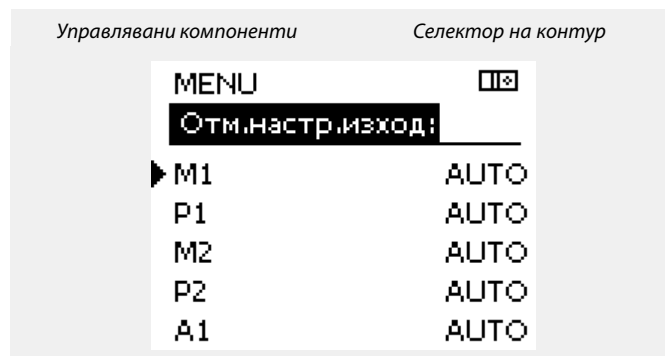 Управлявани компоненти Селектор на контур
MENU
Отм.настр.изход:
M1 AUTO
P1 AUTO
M2 AUTO
P2 AUTO
A1 AUTO